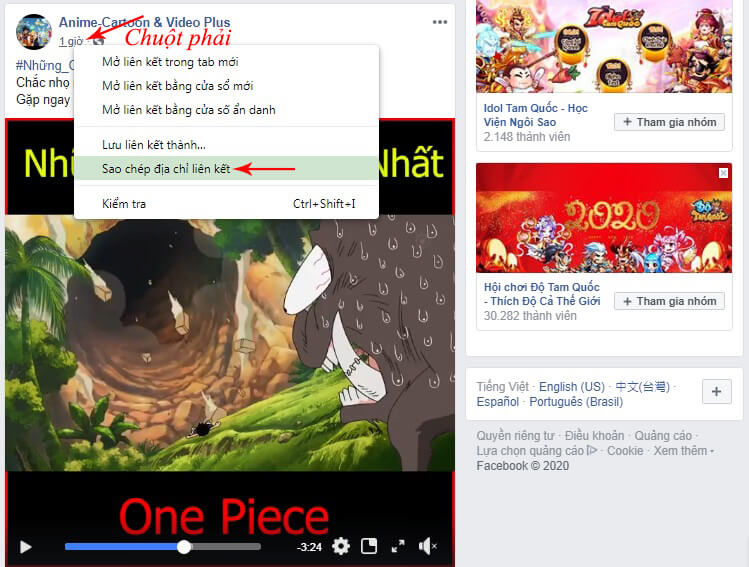 Anime-Cartoon & Video Plus
1 giờ
Chuột phải
#Những_C
Chắc nhọ
Gặp ngay
Mở liên kết trong tab mới
Mở liên kết bằng cửa sổ mới
Mở liên kết bằng cửa số ẩn danh
Lưu liên kết thành...
Sao chép địa chỉ liên kết
Kiểm tra Ctrl+Shift+I
Nhữ Nhất
One Piece
-3:24
Idol Tam Quốc - Học
Viện Ngôi Sao
2.148 thành viên
+ Tham gia nhóm
2020
Hội chơi Độ Tam Quốc
- Thích Độ Cả Thế Giới
30.282 thành viên
+ Tham gia nhóm
Tiếng Việt · English (US) · 中文(台灣) ·
Español · Português (Brasil)
+
Quyền riêng tư · Điều khoản · Quảng cáo ·
Lựa chọn quảng cáo · Cookie · Xem thêm
Facebook © 2020